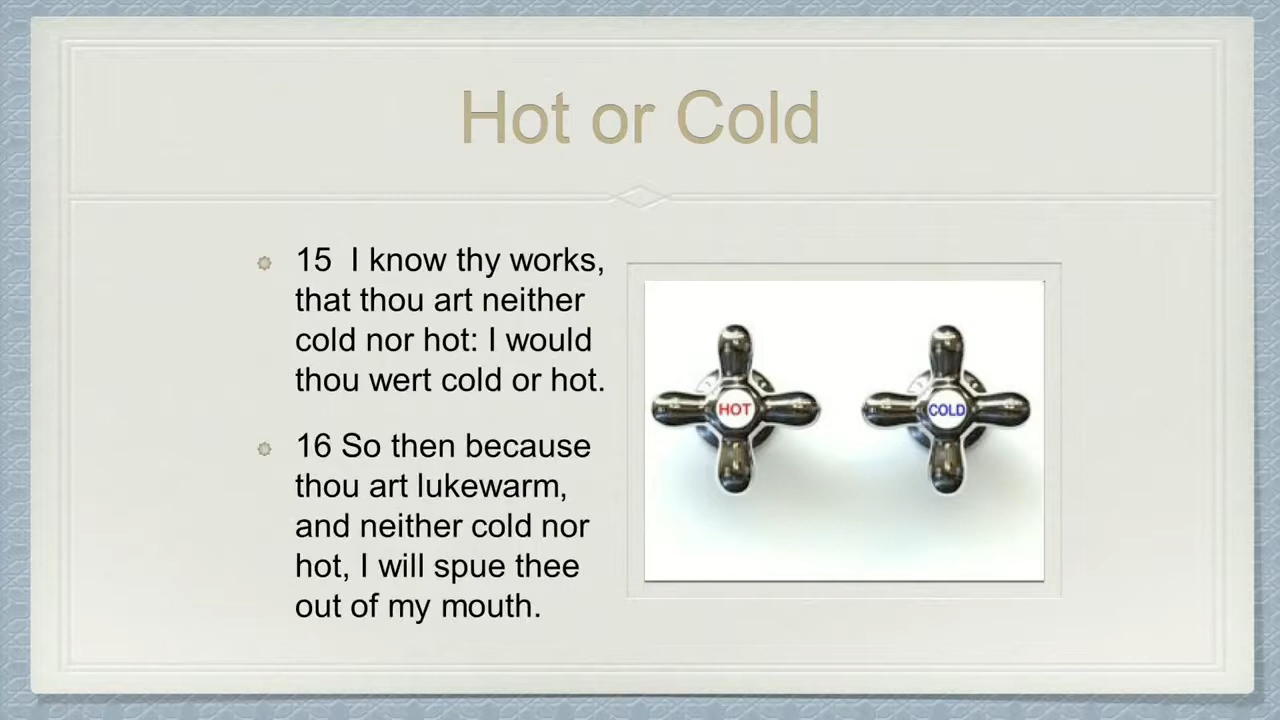 Hot or Cold
15  I know thy works,
that thou art neither
cold nor hot: I would
thou wert cold or hot.
16 So then because
thou art lukewarm,
and neither cold nor
hot, I will spue thee
out of my mouth.
HOT
COLD